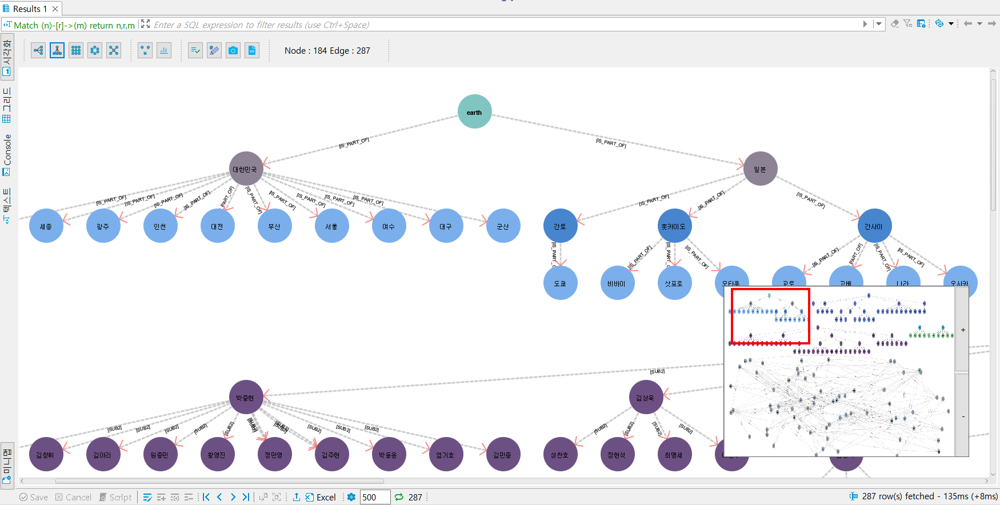 Results 1
Match (n)-[r]->(m) return n,r,m
Enter a SQL expression to filter results (use Ctrl+Space)
시각화
그리드
Console
텍스트
미니맵
Node : 184 Edge : 287
earth
[IS_PART_OF] [IS_PART_OF]
대한민국 일본
[IS_PART_OF] [IS_PART_OF] [IS_PART_OF] [IS_PART_OF] PART_OF] [IS_PART_OF] [IS_PART_OF] [IS_PART_OF] [IS_PART_OF] [IS_PART_OF] [IS_PART_OF] [IS_PART_OF] [IS_PART_OF]
세종 광주 인천 대전 부산 서울 여수 대구 군산 간토 홋카이도 간사이
[IS_PART_O [IS_PART_OF] [IS_PART_O [IS_PART_OF] [IS_PART_OF] PART_OF] [IS_PART_OF] [IS_PART_OF]
도쿄 비바이 삿포로 오타루 교토 고베 나라 오사카
[SUB2]
박중현 김상욱
[SUB2] [SUB2] [SUB2] [SUB2] [SUB2] [SUB2] [SUB2] [SUB2] [SUB2] [SUB2] [SUB2] [SUB2] [SUB2]
김창휘 김아리 원종민 황영진 정만영 김주현 박동윤 엄기호 김민종 성찬호 장현석 최명세
+
-
Save Cancel Script Excel 500 287
287 row(s) fetched - 135ms (+8ms)